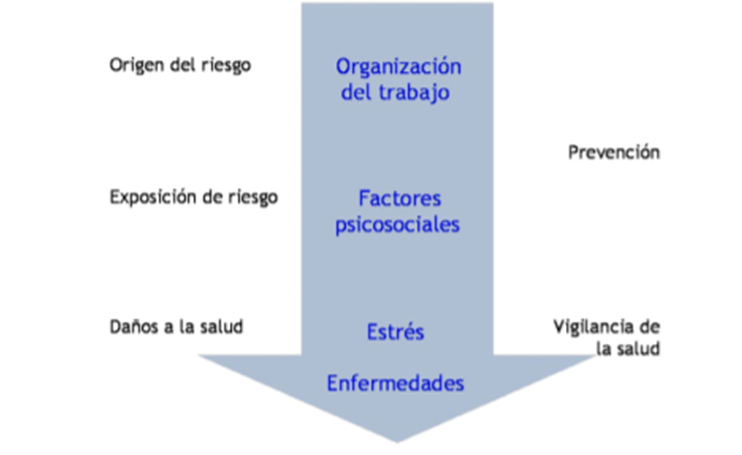 Origen del riesgo
Organización
del trabajo
Prevención
Exposición de riesgo
Factores
psicosociales
Daños a la salud
Estrés
Vigilancia de
la salud
Enfermedades